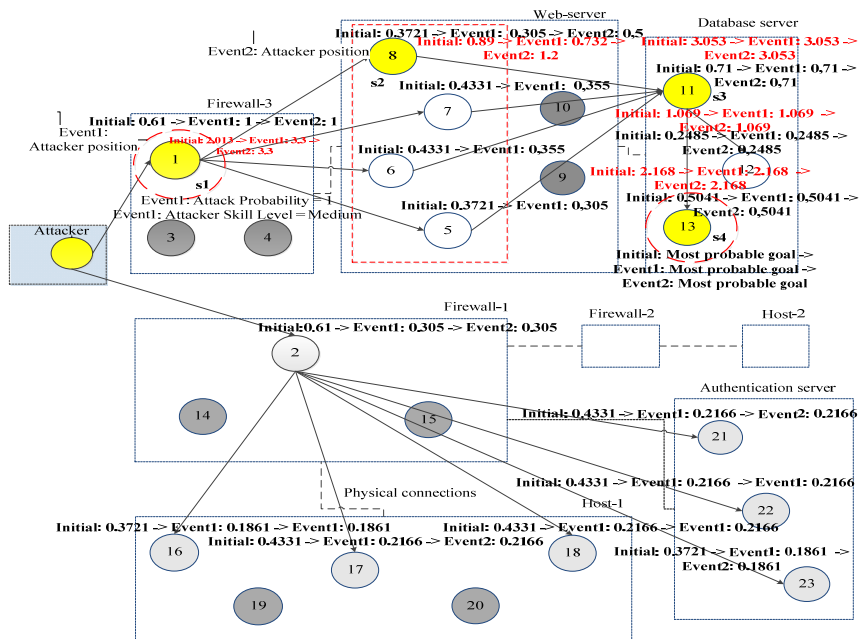 Web-server
Database server
Initial: 0.3721 -> Event1: 0,305-> Event2: 0,5
Initial: 0.89 -> Event1: 0.732 ->
Event2: 1.2
Initial: 3.053 -> Event1: 3.053 ->
Event2: 3.053
Event2: Attacker position
8
s2
Initial: 0.71 -> Event1: 0,71 ->
Event2: 0,71
11
s3
Initial: 0.4331 -> Event1: 0,355
7
10
Initial: 1.069 -> Event1: 1.069 ->
Event2: 1.069
Firewall-3
Initial: 0.61 -> Event1: 1 -> Event2: 1
Event1:
Attacker position
Initial: 2.013 -> Event1: 3.3 ->
Event2: 3.3
1
s1
Initial: 0.2485-> Event1: 0,2485->
Event2: 0,2485
12
Initial: 0.4331 -> Event1: 0,355
6
9
Initial: 2.168 -> Event1: 2.168 ->
Event2: 2.168
Event1: Attack Probability = 1
Event1: Attacker Skill Level = Medium
Initial: 0.3721 -> Event1: 0,305
5
Initial: 0,5041 -> Event1: 0,5041->
Event2: 0,5041
13
s4
3
4
Attacker
Initial: Most probable goal ->
Event1: Most probable goal ->
Event2: Most probable goal
Firewall-1
Firewall-2
Host-2
Initial:0.61 -> Event1: 0,305 -> Event2: 0,305
2
14
15
Authentication server
Initial: 0,4331 -> Event1: 0,2166 -> Event2: 0.2166
21
Physical connections
Initial: 0.4331 -> Event1: 0.2166 -> Event1: 0.2166
22
Host-1
Initial: 0.3721 -> Event1: 0.1861 -> Event1: 0.1861
Initial: 0.4331 -> Event1: 0.2166 -> Event1: 0.2166
16
Initial: 0.4331 -> Event1: 0.2166 -> Event2: 0.2166
17
18
Initial: 0,3721 -> Event1: 0.1861 ->
Event2: 0.1861
23
19
20